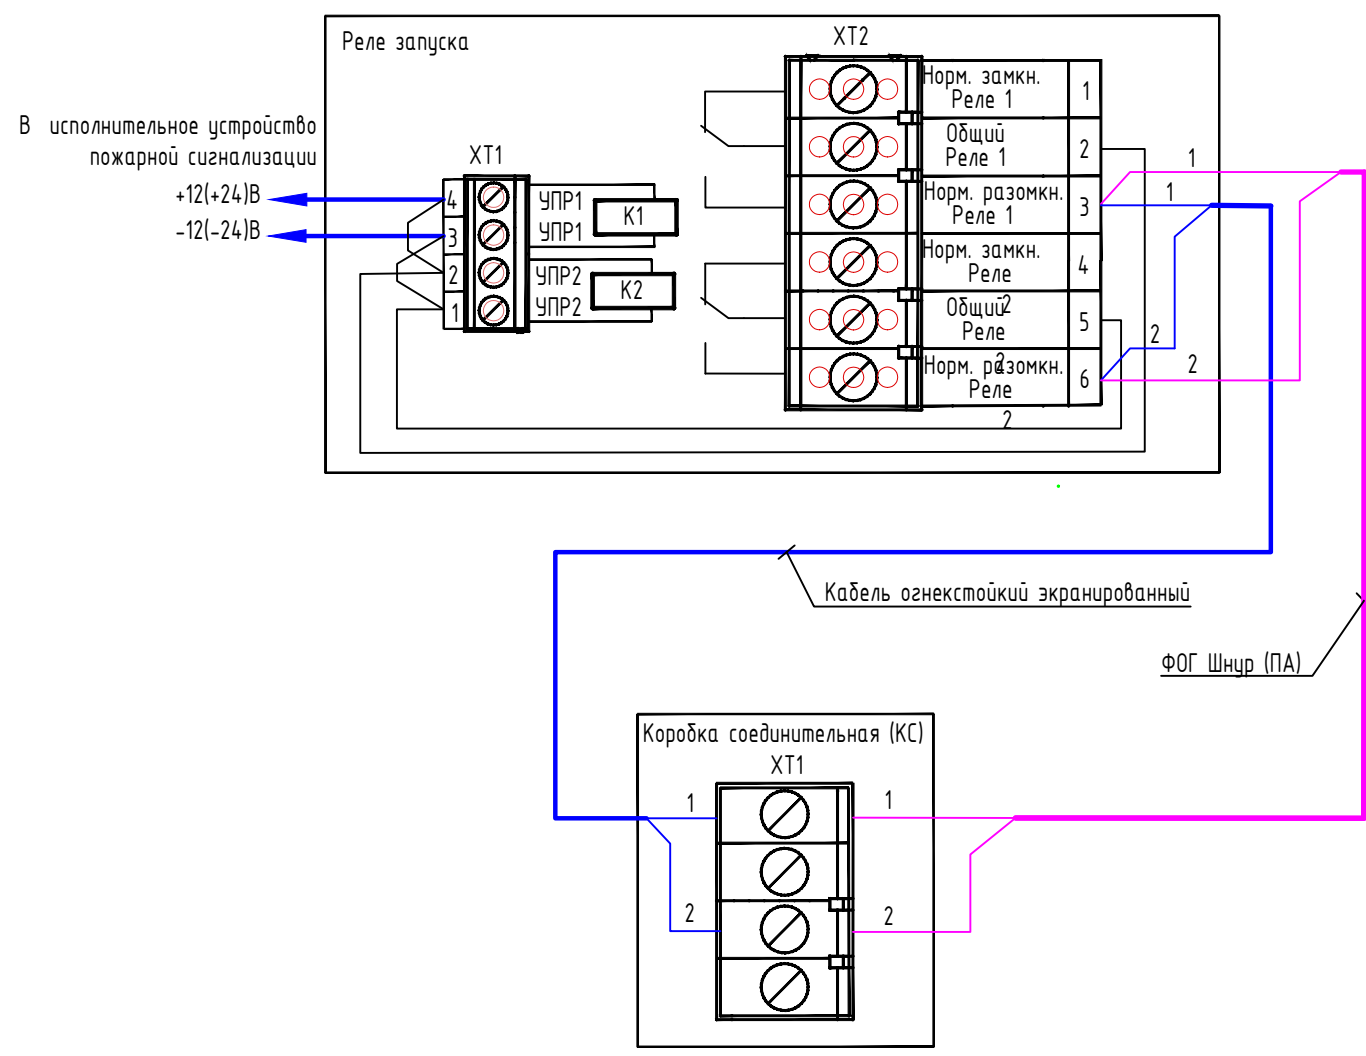 Реле запуска
XT2
В исполнительное устройство
пожарной сигнализации
+12(+24)В
-12(-24)В
XT1
4
3
2
1
УПР1
УПР1
УПР2
УПР2
К1
К2
Норм. замкн.
Реле 1
1
Общий
Реле 1
2
Норм. разомкн.
Реле 1
3
Норм. замкн.
Реле
2
4
Общий
Реле
2
5
Норм. разомкн.
Реле
2
6
1
1
2
2
Кабель огнекстойкий экранированный
ФОГ Шнур (ПА)
Коробка соединительная (КС)
XT1
1
1
2
2